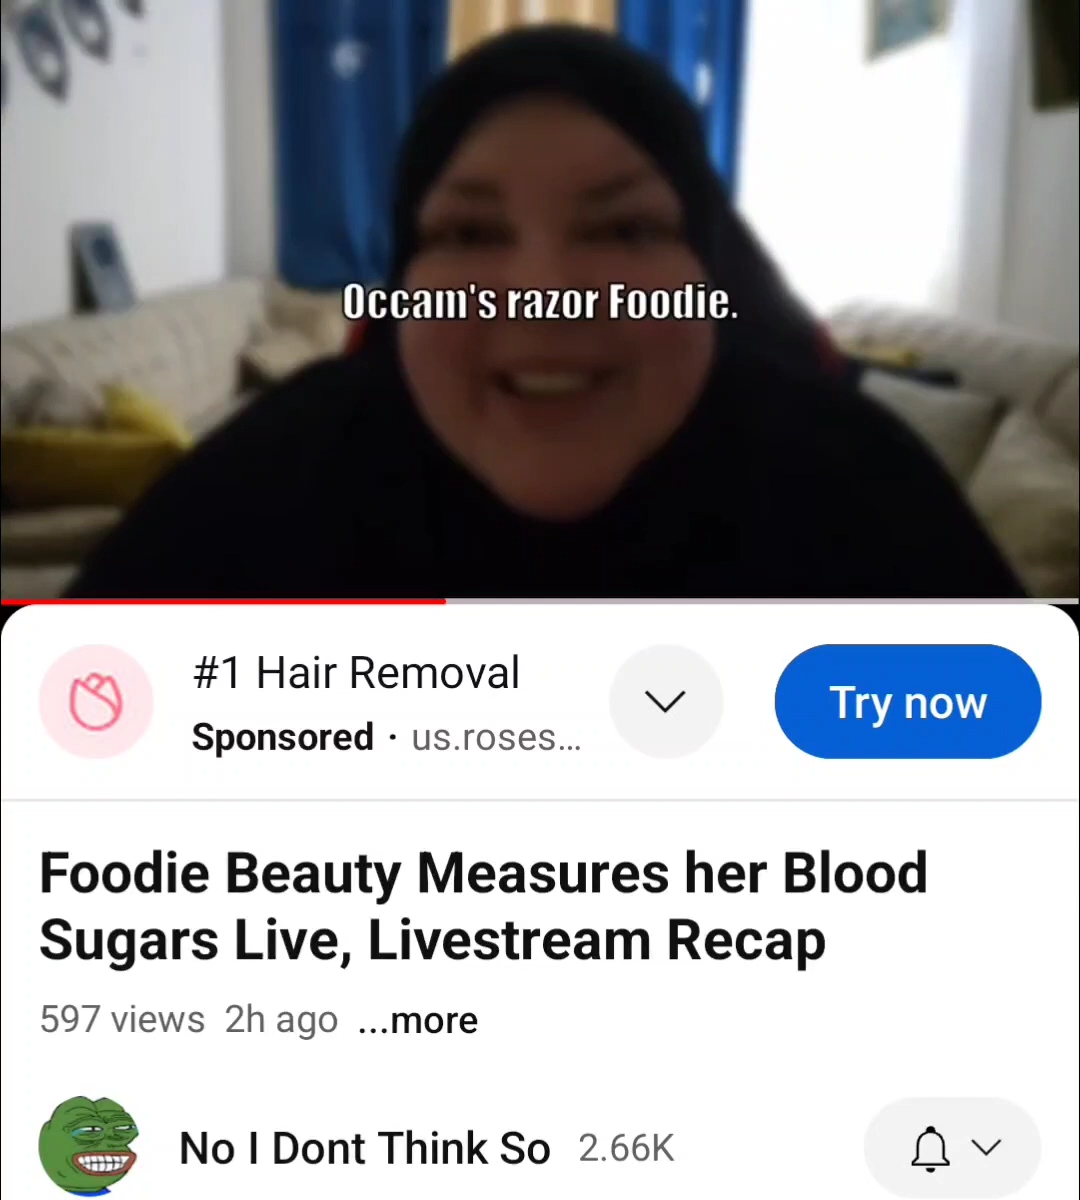 Occam's razor Foodie.
#1 Hair Removal
Sponsored · us.roses...
Try now
Foodie Beauty Measures her Blood
Sugars Live, Livestream Recap
597 views 2h ago ...more
No I Dont Think So 2.66K